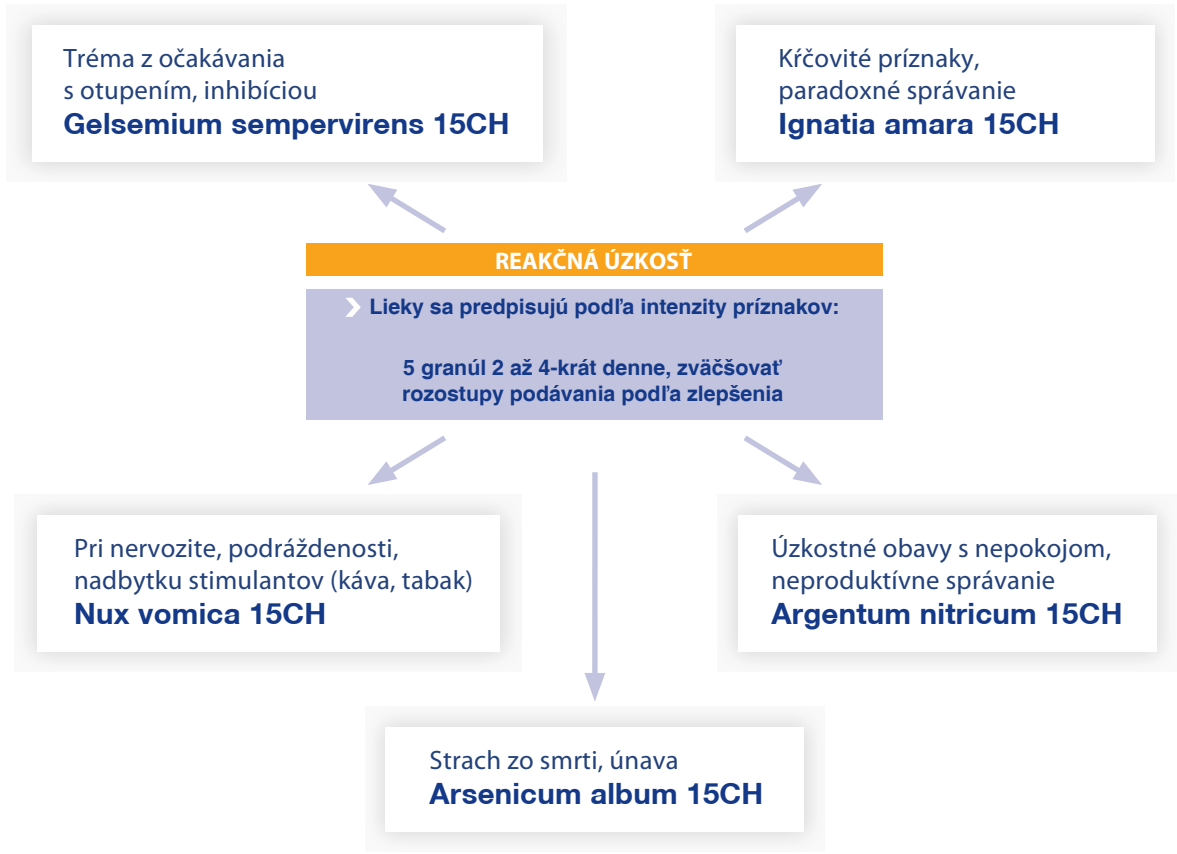 Tréma z očakávania
s otupením, inhibíciou
Gelsemium sempervirens 15CH
Kŕčovité príznaky,
paradoxné správanie
Ignatia amara 15CH
REAKČNÁ ÚZKOSŤ
Lieky sa predpisujú podľa intenzity príznakov:
5 granúl 2 až 4-krát denne, zväčšovať
rozostupy podávania podľa zlepšenia
Pri nervozite, podráždenosti,
nadbytku stimulantov (káva, tabak)
Nux vomica 15CH
Úzkostné obavy s nepokojom,
neproduktívne správanie
Argentum nitricum 15CH
Strach zo smrti, únava
Arsenicum album 15CH